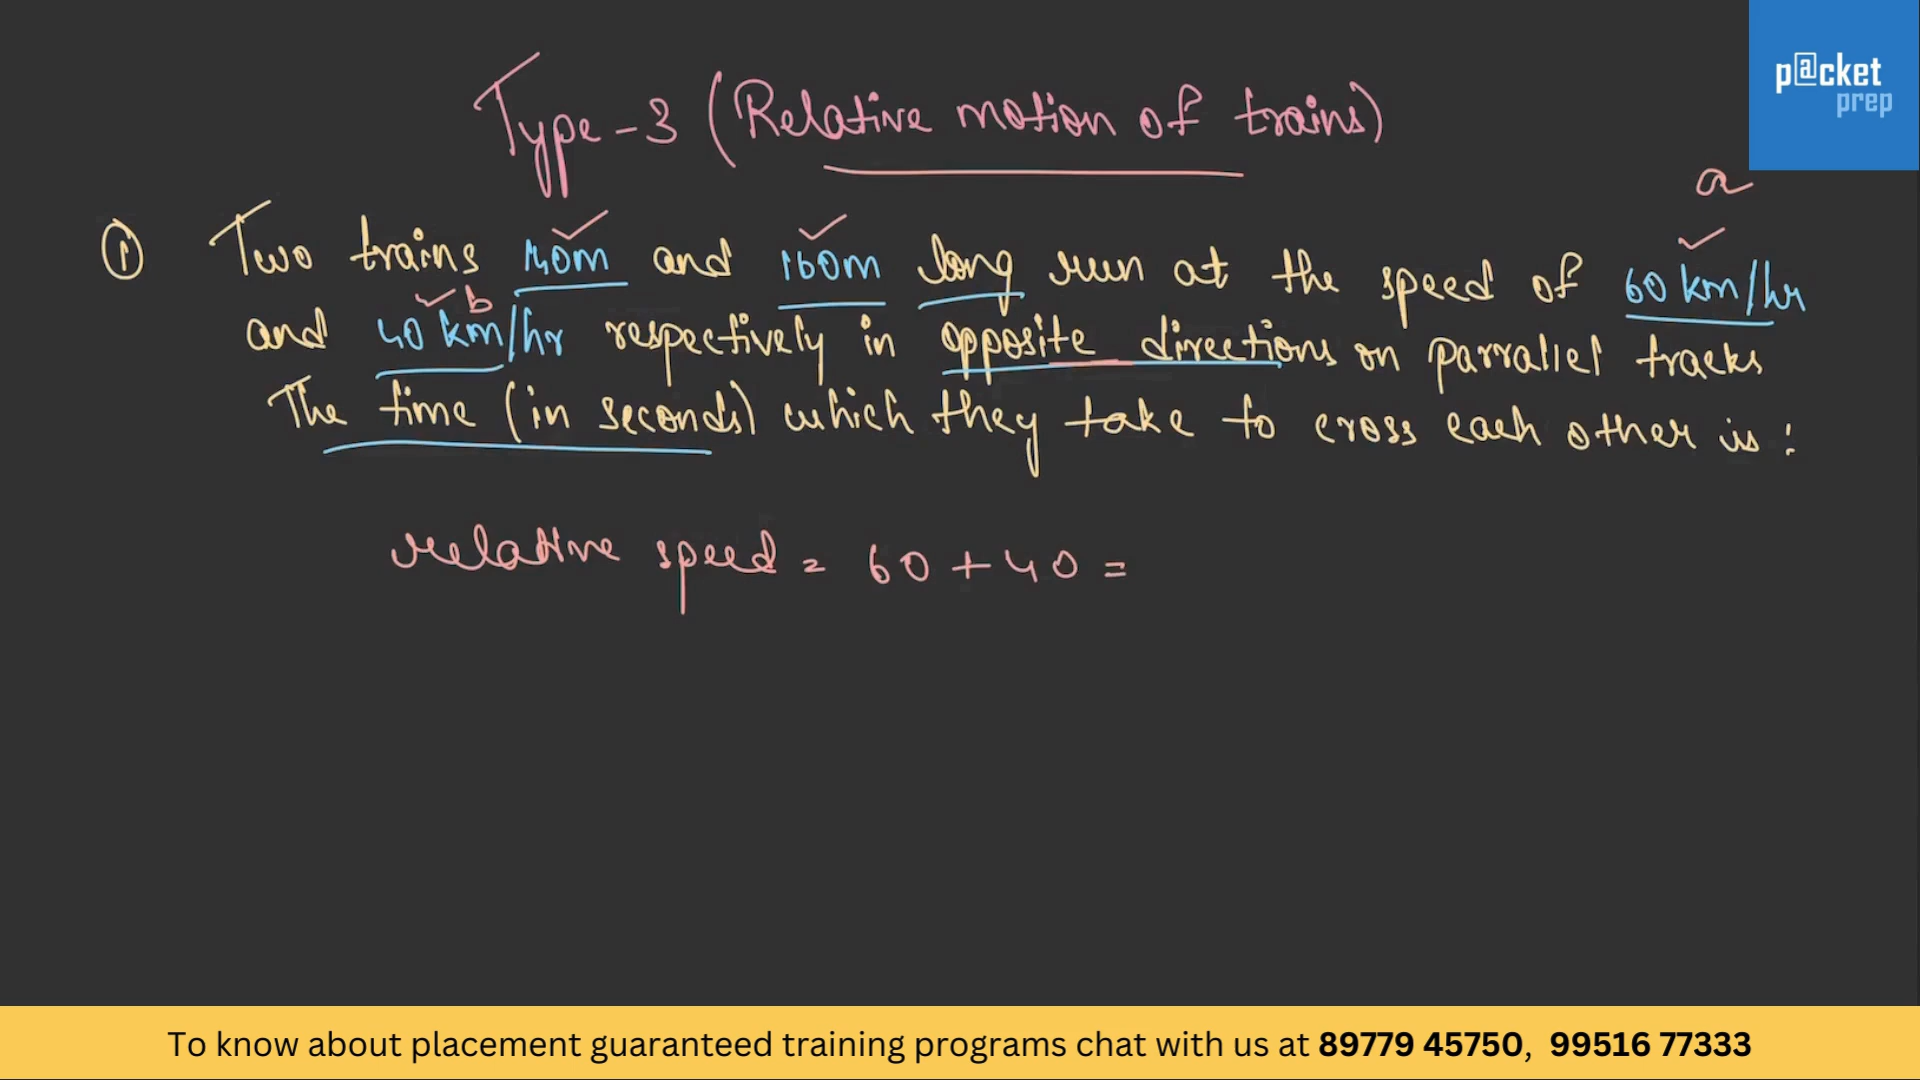 p@cket
prep
Type-3 (Relative motion of trains)
a
① Two trains 140m and 160m long run at the speed of 60 km/hr
b
and 40 km/hr respectively in opposite directions on parrallel tracks
The time (in seconds) which they take to cross each other is :
relative speed = 60 + 40 =
To know about placement guaranteed training programs chat with us at 89779 45750, 99516 77333